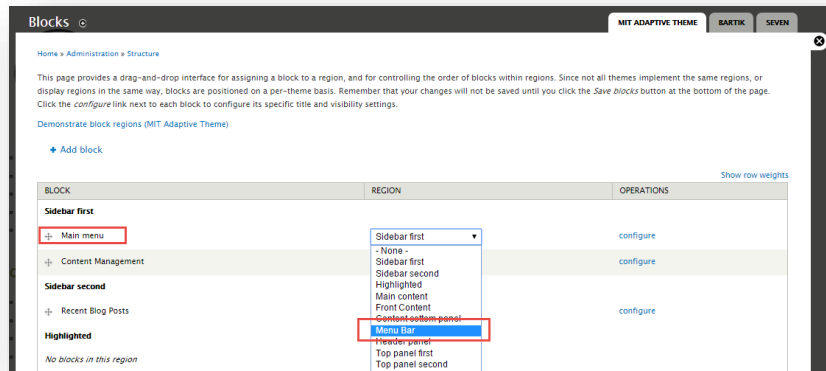 Blocks
MIT ADAPTIVE THEME BARTIK SEVEN
Home » Administration » Structure
This page provides a drag-and-drop interface for assigning a block to a region, and for controlling the order of blocks within regions. Since not all themes implement the same regions, or
display regions in the same way, blocks are positioned on a per-theme basis. Remember that your changes will not be saved until you click the Save blocks button at the bottom of the page.
Click the configure link next to each block to configure its specific title and visibility settings.
Demonstrate block regions (MIT Adaptive Theme)
+ Add block
Show row weights
BLOCK REGION OPERATIONS
Sidebar first
Main menu Sidebar first configure
- None -
Sidebar first
Content Management configure
Sidebar second
Highlighted
Sidebar second
Main content
Front Content
Recent Blog Posts configure
Content bottom panel
Menu Bar
Highlighted
Header panel
Top panel first
No blocks in this region
Top panel second